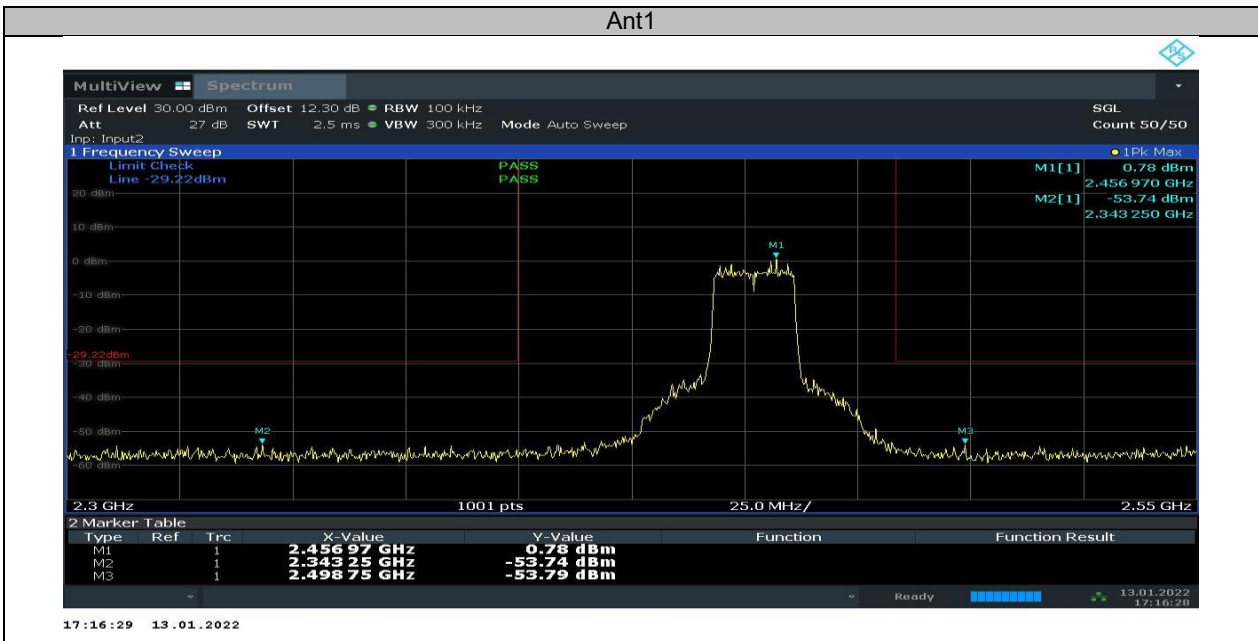 Ant1
R&S
MultiView Spectrum
Ref Level 30.00 dBm Offset 12.30 dB RBW 100 kHz SGL
Att 27 dB SWT 2.5 ms VBW 300 kHz Mode Auto Sweep Count 50/50
Inp: Input2
1 Frequency Sweep 1Pk Max
Limit Check PASS M1[1] 0.78 dBm
Line -29.22dBm PASS 2.456 970 GHz
20 dBm M2[1] -53.74 dBm
2.343 250 GHz
10 dBm
M1
0 dBm
-10 dBm
-20 dBm
-29.22dBm
-30 dBm
-40 dBm
-50 dBm M2 M3
-60 dBm
2.3 GHz 1001 pts 25.0 MHz/ 2.55 GHz
2 Marker Table
Type Ref Trc X-Value Y-Value Function Function Result
M1 1 2.456 97 GHz 0.78 dBm
M2 1 2.343 25 GHz -53.74 dBm
M3 1 2.498 75 GHz -53.79 dBm
Ready 13.01.2022
17:16:28
17:16:29 13.01.2022